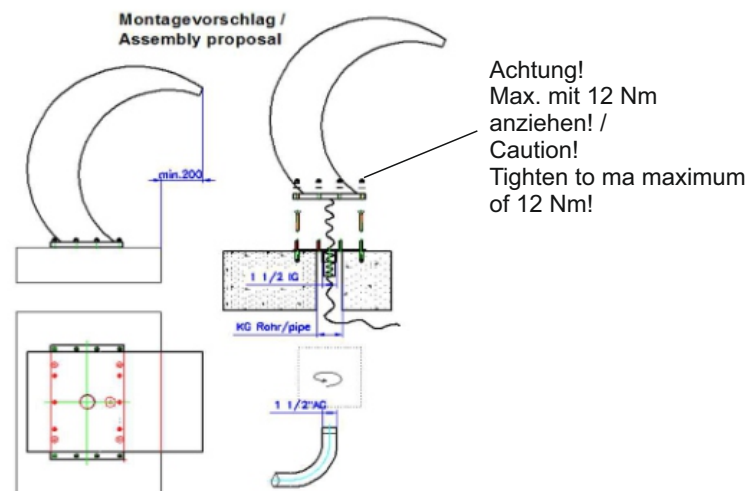 Montagevorschlag /
Assembly proposal
Achtung!
Max. mit 12 Nm
anziehen! /
Caution!
Tighten to ma maximum
of 12 Nm!
min.200
1 1/2 IG
KG Rohr/pipe
1 1/2"AG